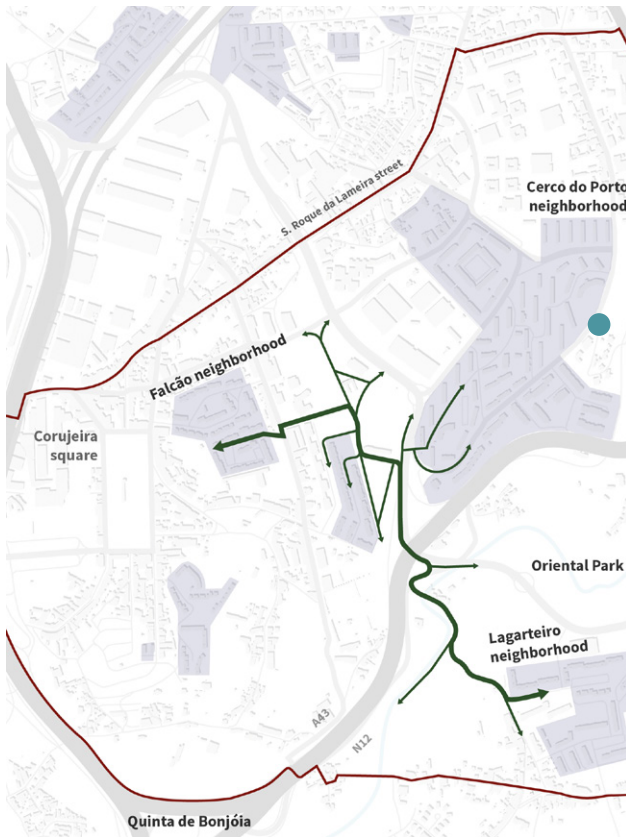 S. Roque da Lameira street
Cerco do Porto
neighborhood
Falcão neighborhood
Corujeira
square
Oriental Park
Lagarteiro
neighborhood
A43
N12
Quinta de Bonjóia